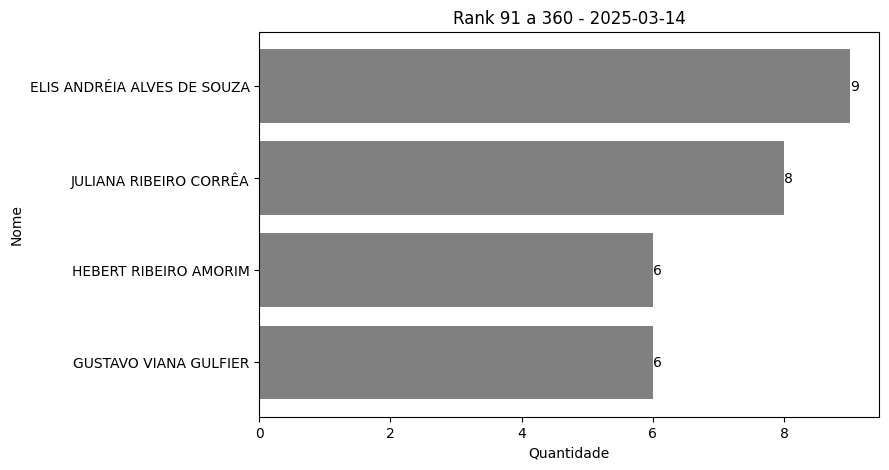 Rank 91 a 360 - 2025-03-14
Nome
ELIS ANDRÉIA ALVES DE SOUZA
9
JULIANA RIBEIRO CORRÊA
8
HEBERT RIBEIRO AMORIM
6
GUSTAVO VIANA GULFIER
6
0 2 4 6 8
Quantidade